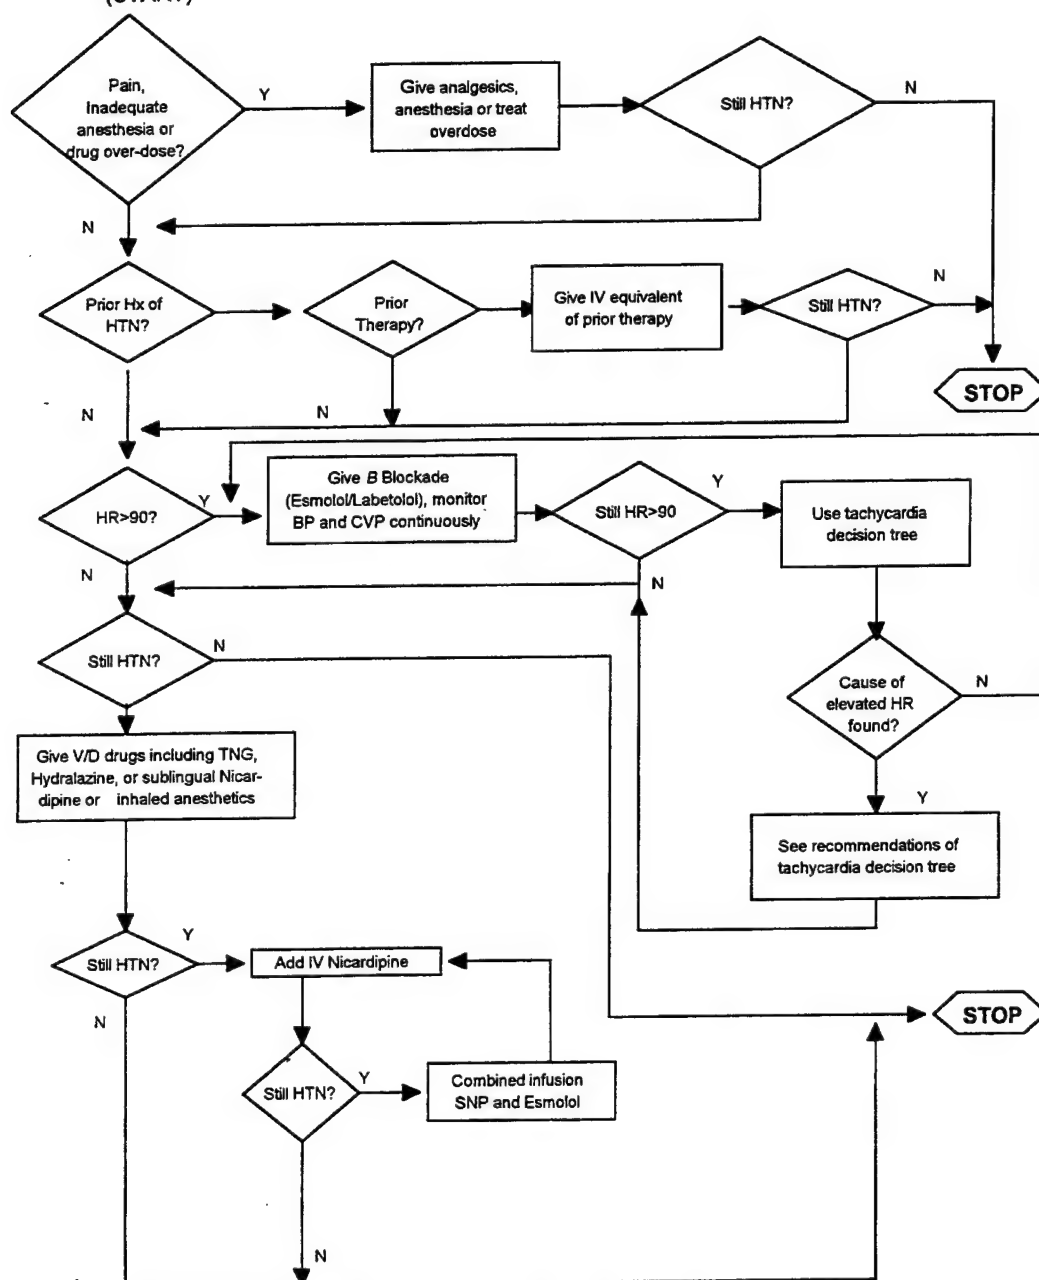 (START)
Pain,
Inadequate
anesthesia or
drug over-dose?
Y
Give analgesics,
anesthesia or treat
overdose
Still HTN?
N
N
Prior Hx of
HTN?
Prior
Therapy?
Give IV equivalent
of prior therapy
Still HTN?
N
STOP
N
N
HR>90?
Y
Give B Blockade
(Esmolol/Labetolol), monitor
BP and CVP continuously
Still HR>90
Y
Use tachycardia
decision tree
N
N
Still HTN?
N
Cause of
elevated HR
found?
N
Give V/D drugs including TNG,
Hydralazine, or sublingual Nicar-
dipine or inhaled anesthetics
Y
See recommendations of
tachycardia decision tree
Still HTN?
Y
Add IV Nicardipine
N
STOP
Still HTN?
Y
Combined infusion
SNP and Esmolol
N